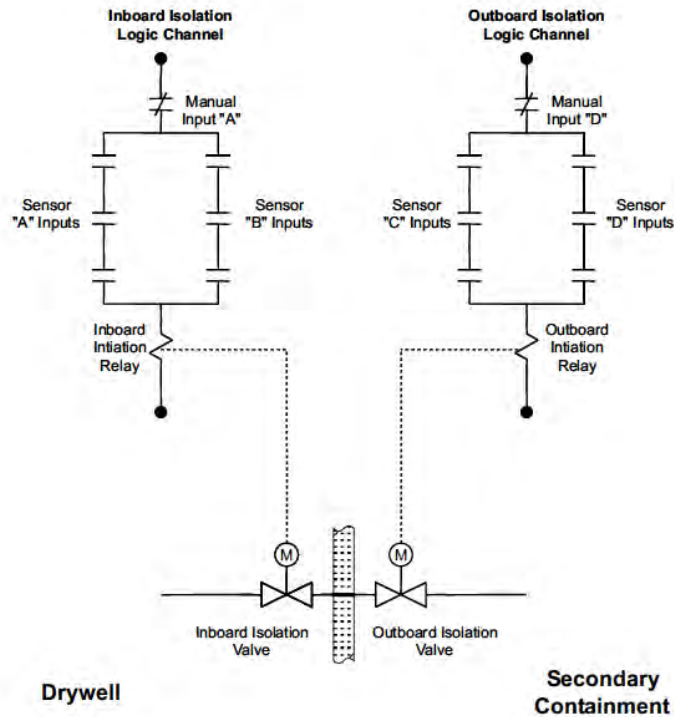 Inboard Isolation
Logic Channel
Outboard Isolation
Logic Channel
Manual
Input "A"
Manual
Input "D"
Sensor
"A" Inputs
Sensor
"B" Inputs
Sensor
"C" Inputs
Sensor
"D" Inputs
Inboard
Intiation
Relay
Outboard
Intiation
Relay
M
M
Inboard Isolation
Valve
Outboard Isolation
Valve
Drywell
Secondary
Containment